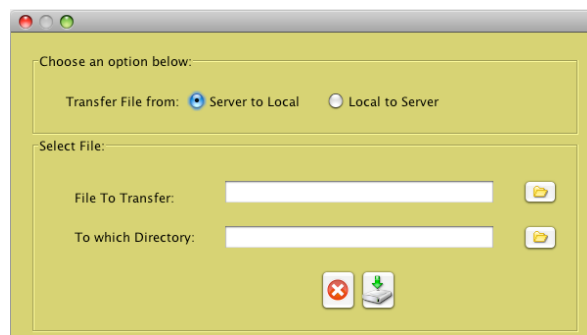 Choose an option below:
Transfer File from: Server to Local Local to Server
Select File:
File To Transfer:
To which Directory: